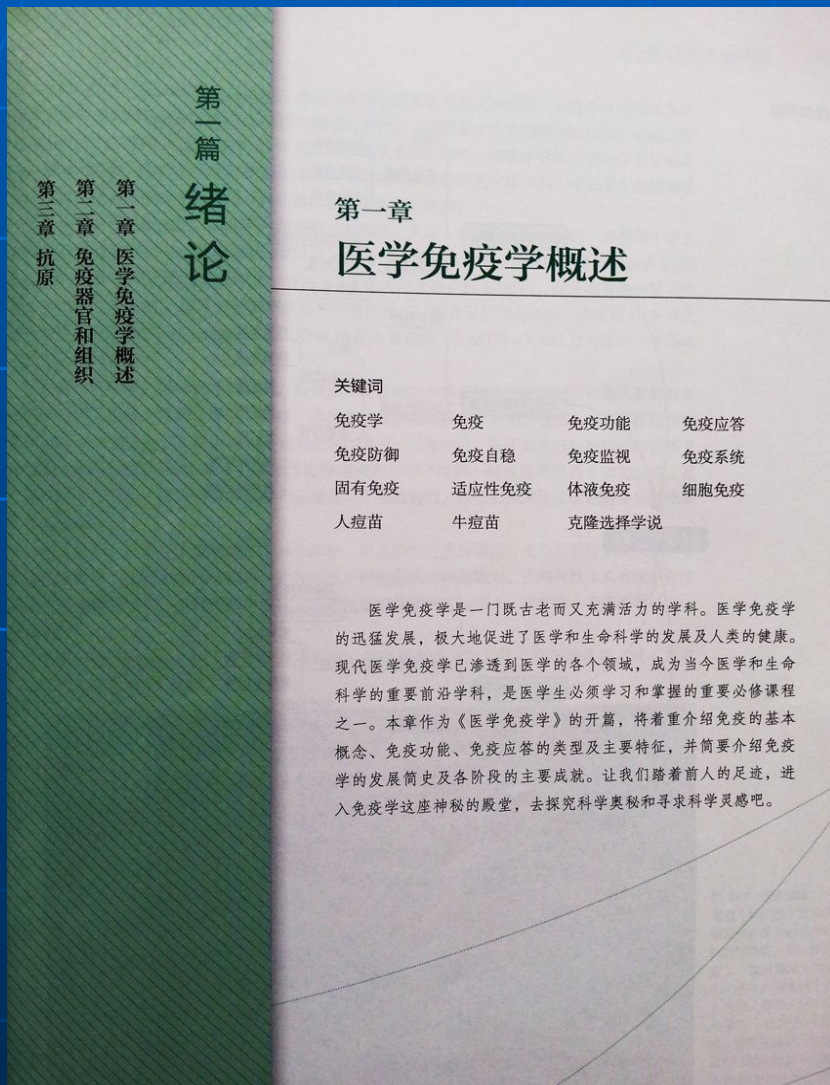 第一篇 绪论
第一章 医学免疫学概述
第二章 免疫器官和组织
第三章 抗原
第一章
医学免疫学概述
关键词
免疫学 免疫 免疫功能 免疫应答
免疫防御 免疫自稳 免疫监视 免疫系统
固有免疫 适应性免疫 体液免疫 细胞免疫
人痘苗 牛痘苗 克隆选择学说
医学免疫学是一门既古老而又充满活力的学科。医学免疫学
的迅猛发展，极大地促进了医学和生命科学的发展及人类的健康。
现代医学免疫学已渗透到医学的各个领域，成为当今医学和生命
科学的重要前沿学科，是医学生必须学习和掌握的重要必修课程
之一。本章作为《医学免疫学》的开篇，将着重介绍免疫的基本
概念、免疫功能、免疫应答的类型及主要特征，并简要介绍免疫
学的发展简史及各阶段的主要成就。让我们踏着前人的足迹，进
入免疫学这座神秘的殿堂，去探究科学奥秘和寻求科学灵感吧。